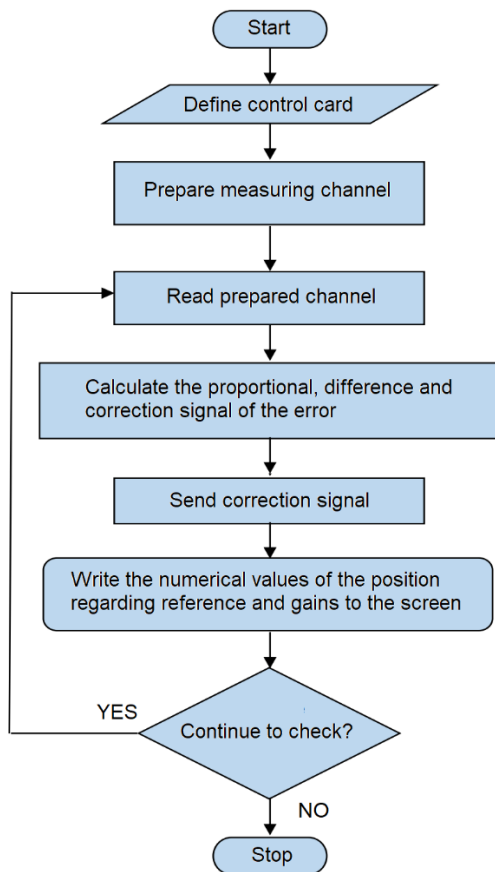 Start
Define control card
Prepare measuring channel
Read prepared channel
Calculate the proportional, difference and
correction signal of the error
Send correction signal
Write the numerical values of the position
regarding reference and gains to the screen
YES
Continue to check?
NO
Stop